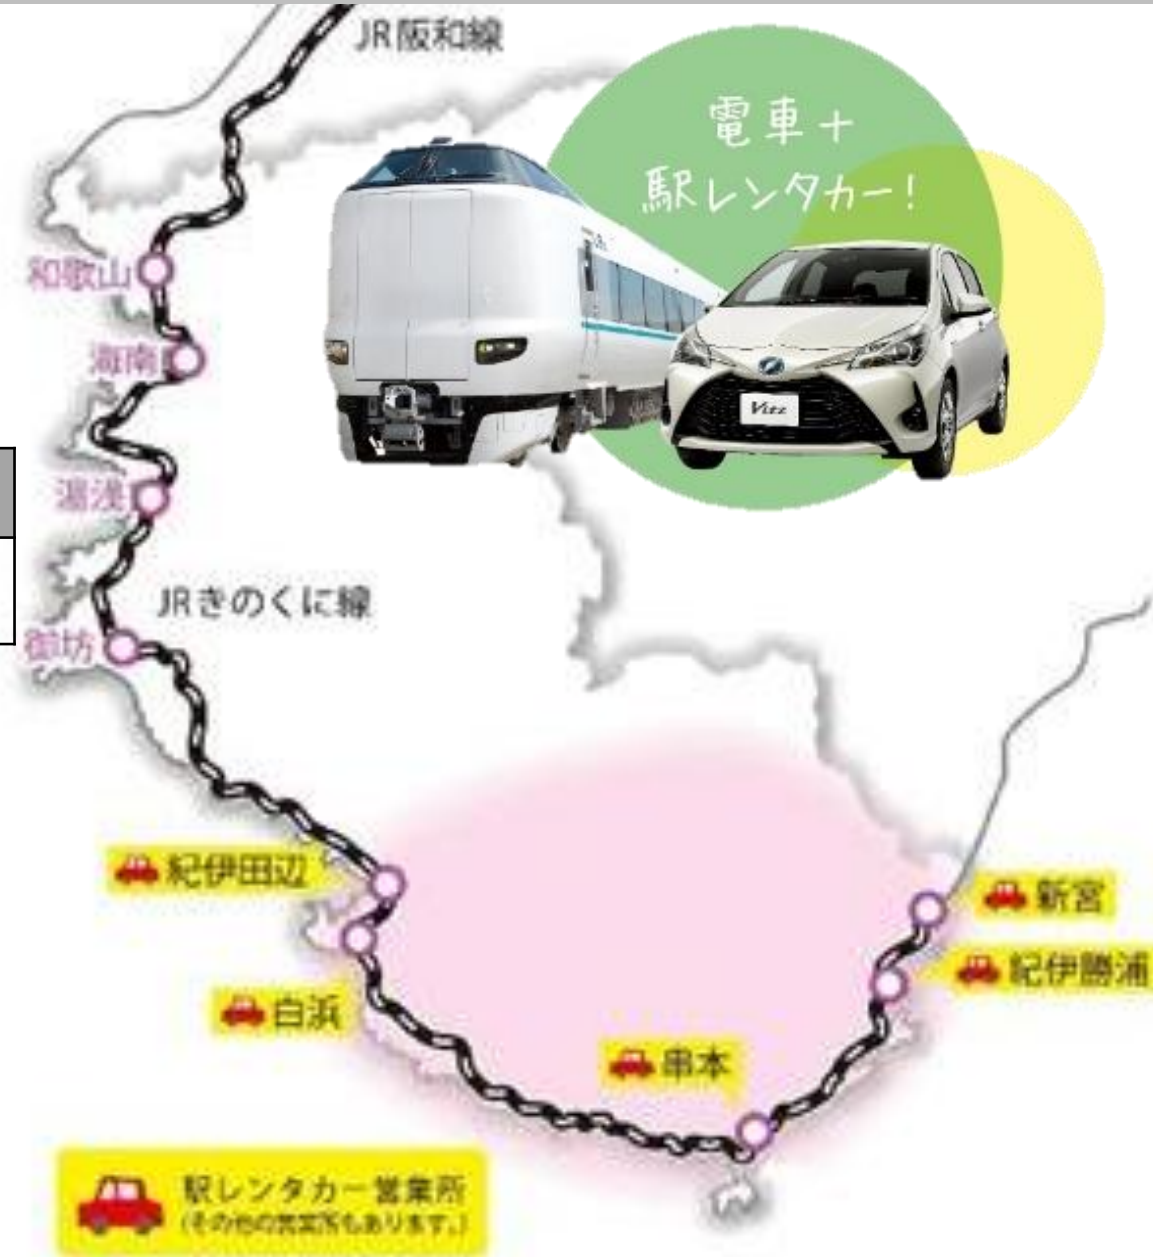 JR阪和線
電車+
駅レンタカー!
和歌山
海南
Vitz
湯浅
JRきのくに線
御坊
紀伊田辺
新宮
紀伊勝浦
白浜
串本
駅レンタカー営業所
(その他の営業所もあります。)